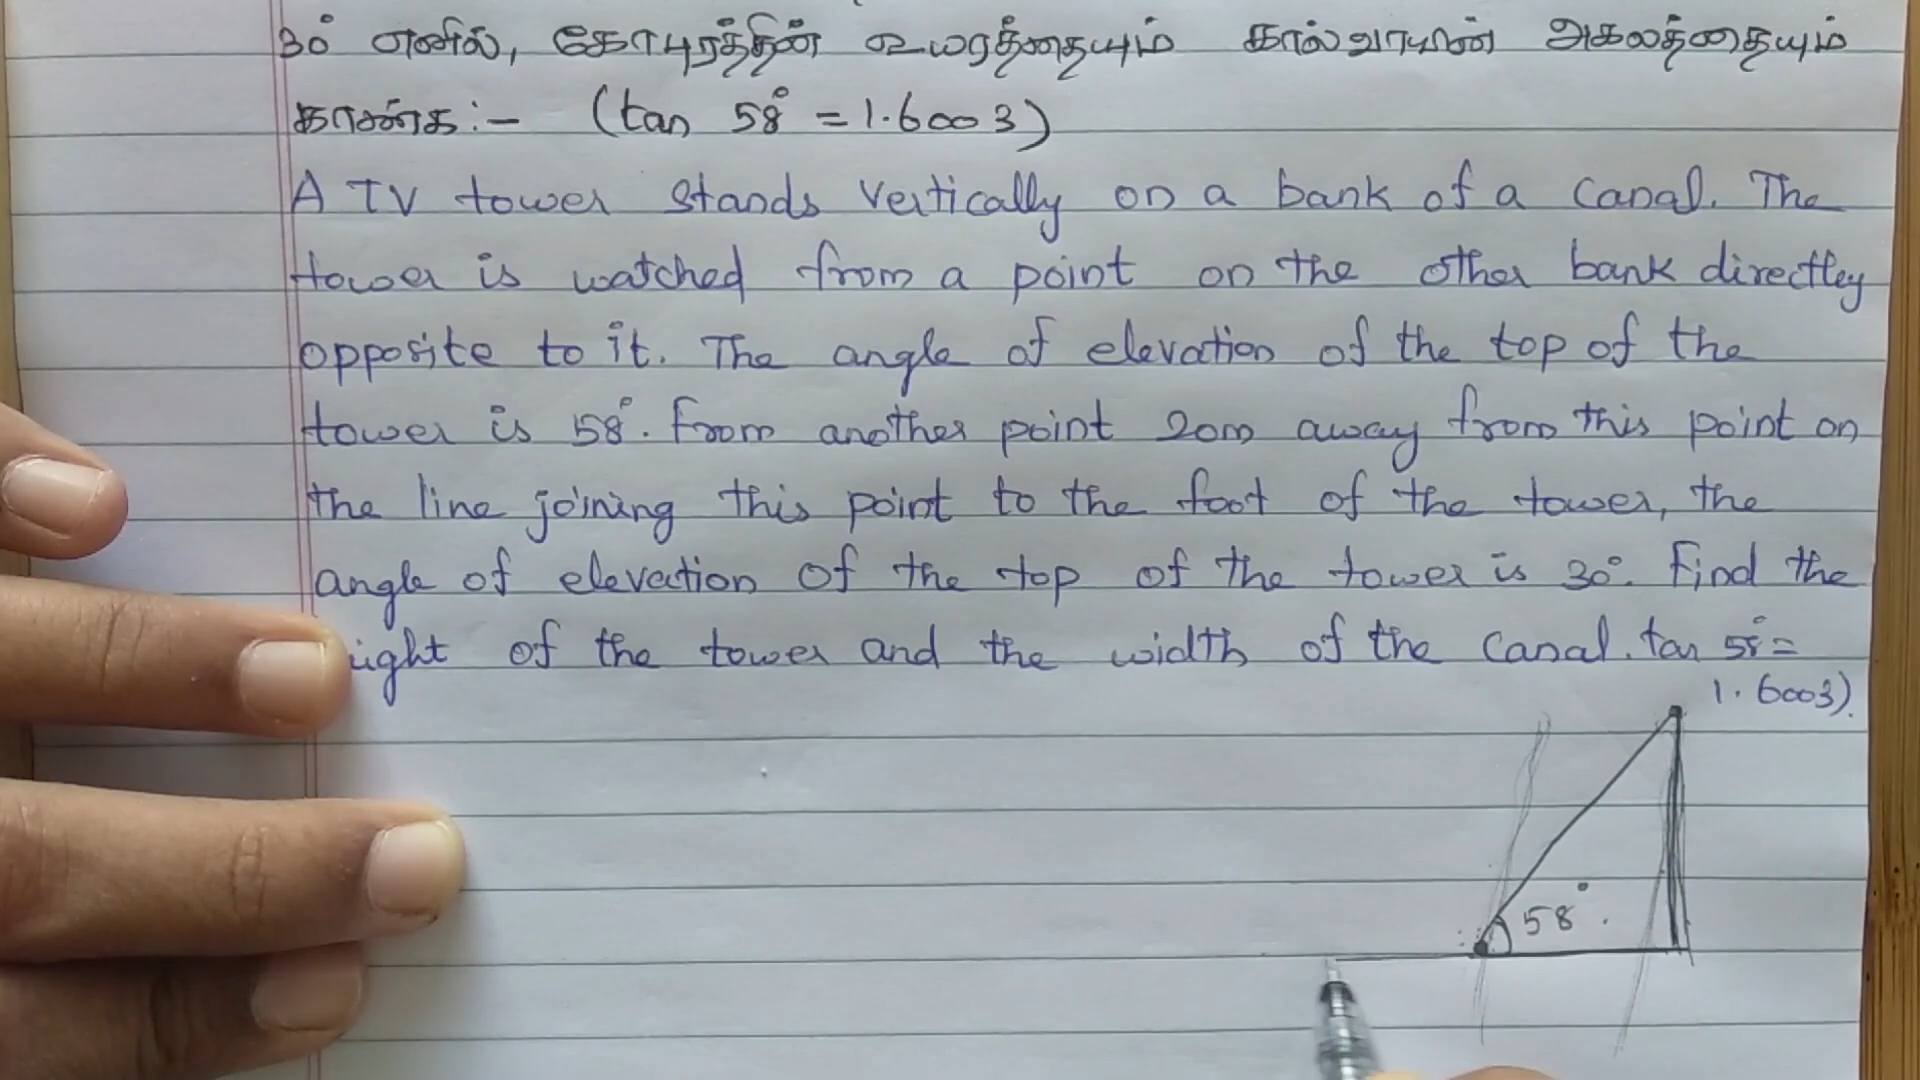 30° எனில், கோபுரத்தின் உயரத்தையும் கால்வாயின் அகலத்தையும்
காண்க:- (tan 58° = 1.6003)
A TV tower stands vertically on a bank of a canal. The
tower is watched from a point on the other bank directley
opposite to it. The angle of elevation of the top of the
tower is 58°. From another point 20m away from this point on
the line joining this point to the foot of the tower, the
angle of elevation of the top of the tower is 30°. Find the
ight of the tower and the width of the canal. tan 58° =
1.6003).
58°.